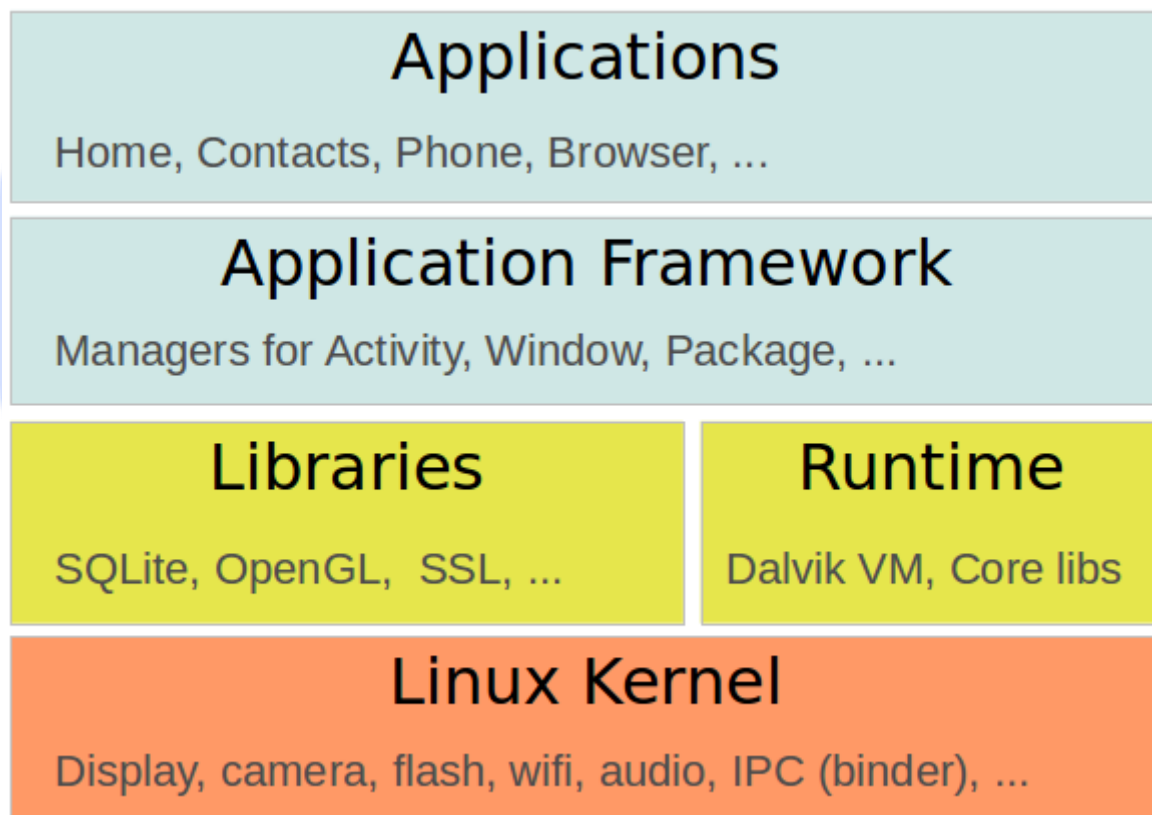 Applications
Home, Contacts, Phone, Browser, ...
Application Framework
Managers for Activity, Window, Package, ...
Libraries
SQLite, OpenGL,  SSL, ...
Runtime
Dalvik VM, Core libs
Linux Kernel
Display, camera, flash, wifi, audio, IPC (binder), ...